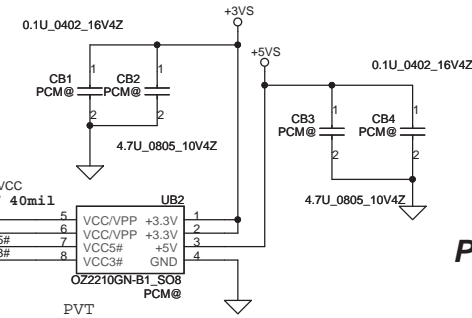 +3VS
0.1U_0402_16V4Z
+5VS
0.1U_0402_16V4Z
1 1
CB1 CB2
PCM@ PCM@
2 2
1 1
CB3 CB4
PCM@ PCM@
2 2
4.7U_0805_10V4Z
4.7U_0805_10V4Z
VCC
40mil
UB2
5 VCC/VPP +3.3V 1
6 VCC/VPP +3.3V 2
7 VCC5# +5V 3
8 VCC3# GND 4
OZ2210GN-B1_SO8
PCM@
PVT
P